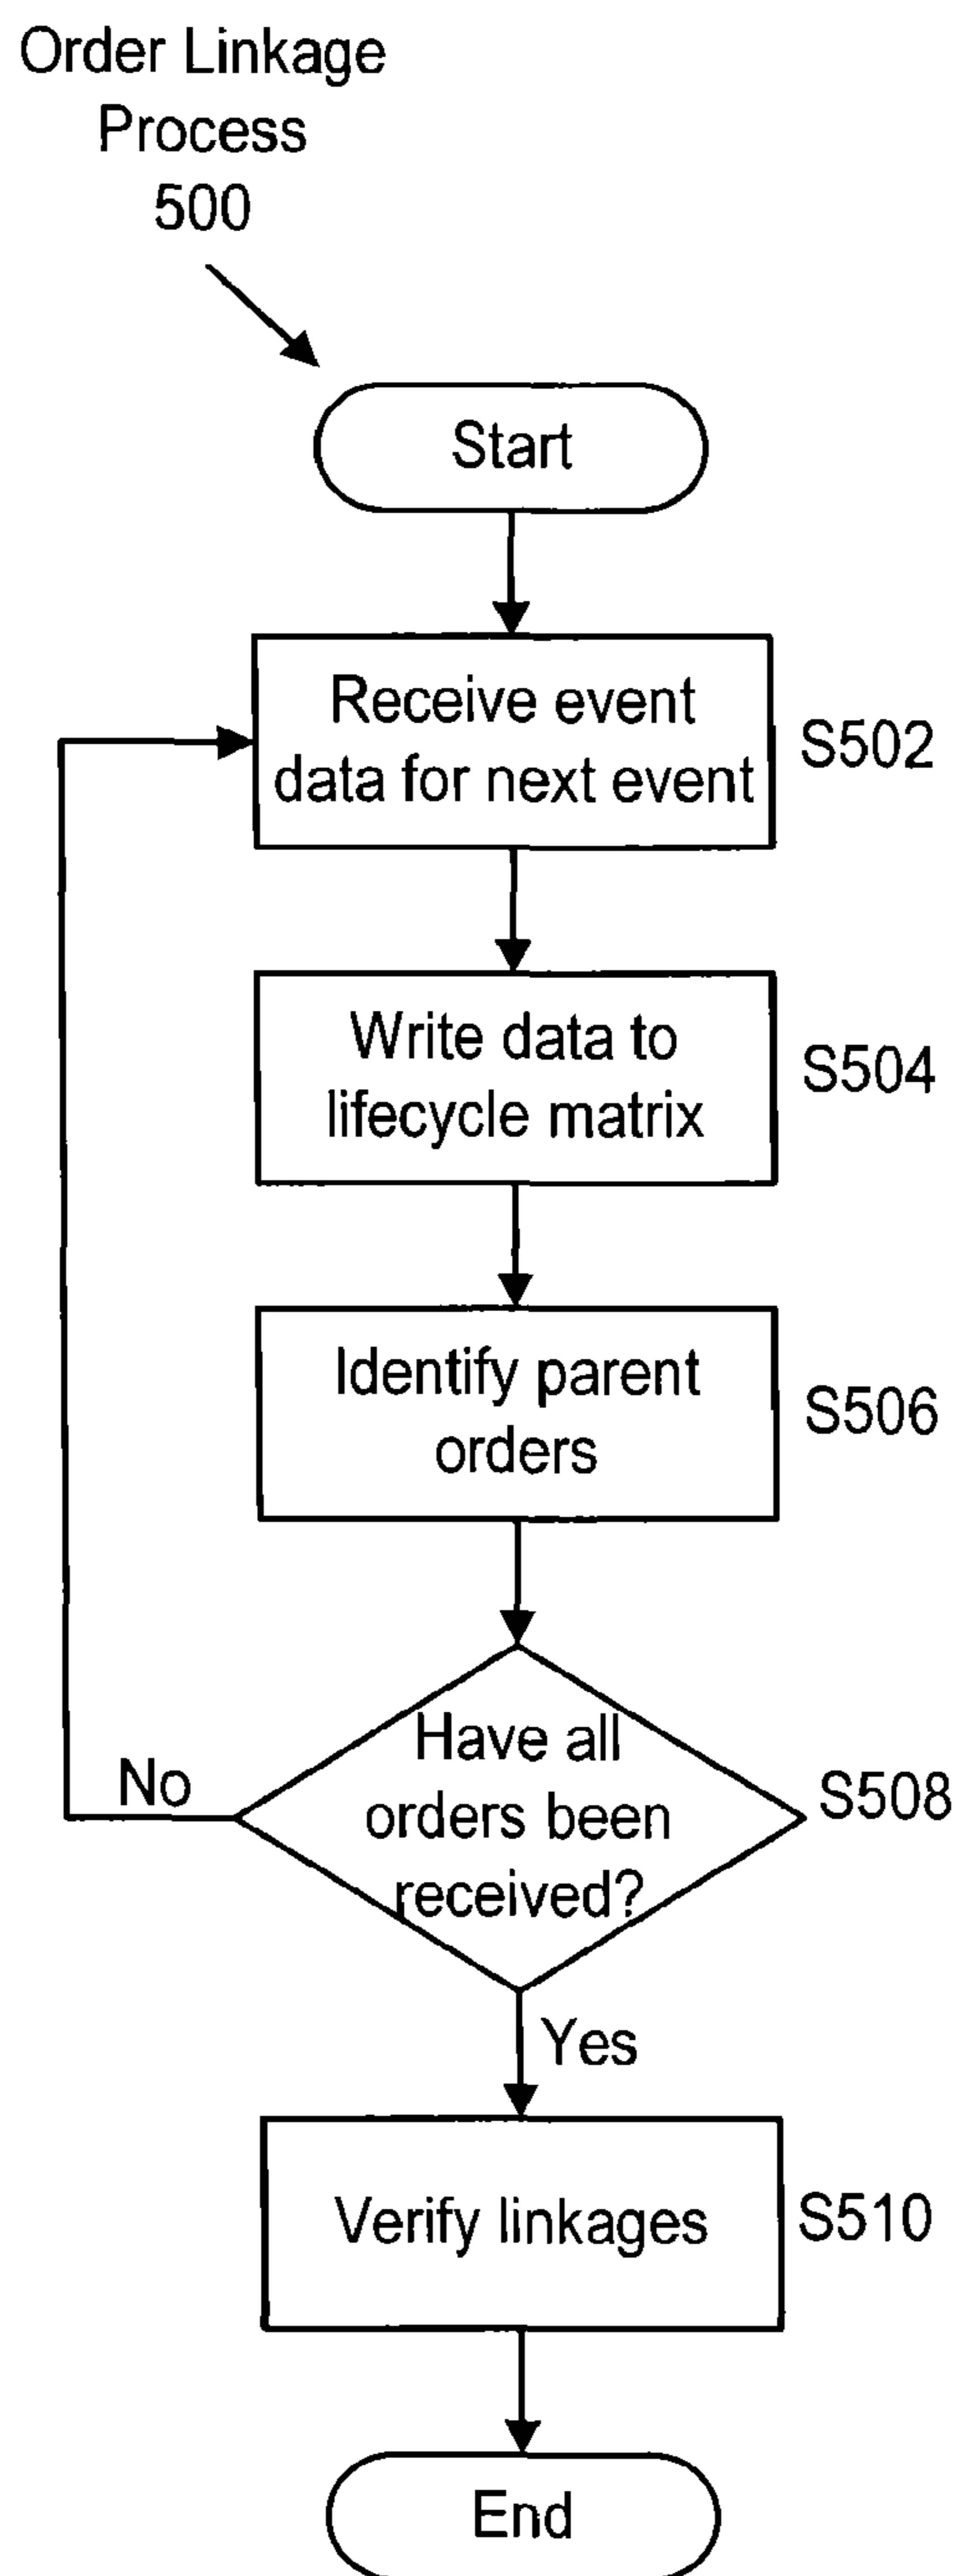 Order Linkage
Process
500
Start
Receive event
data for next event
S502
Write data to
lifecycle matrix
S504
Identify parent
orders
S506
Have all
orders been
received?
S508
No
Yes
Verify linkages
S510
End